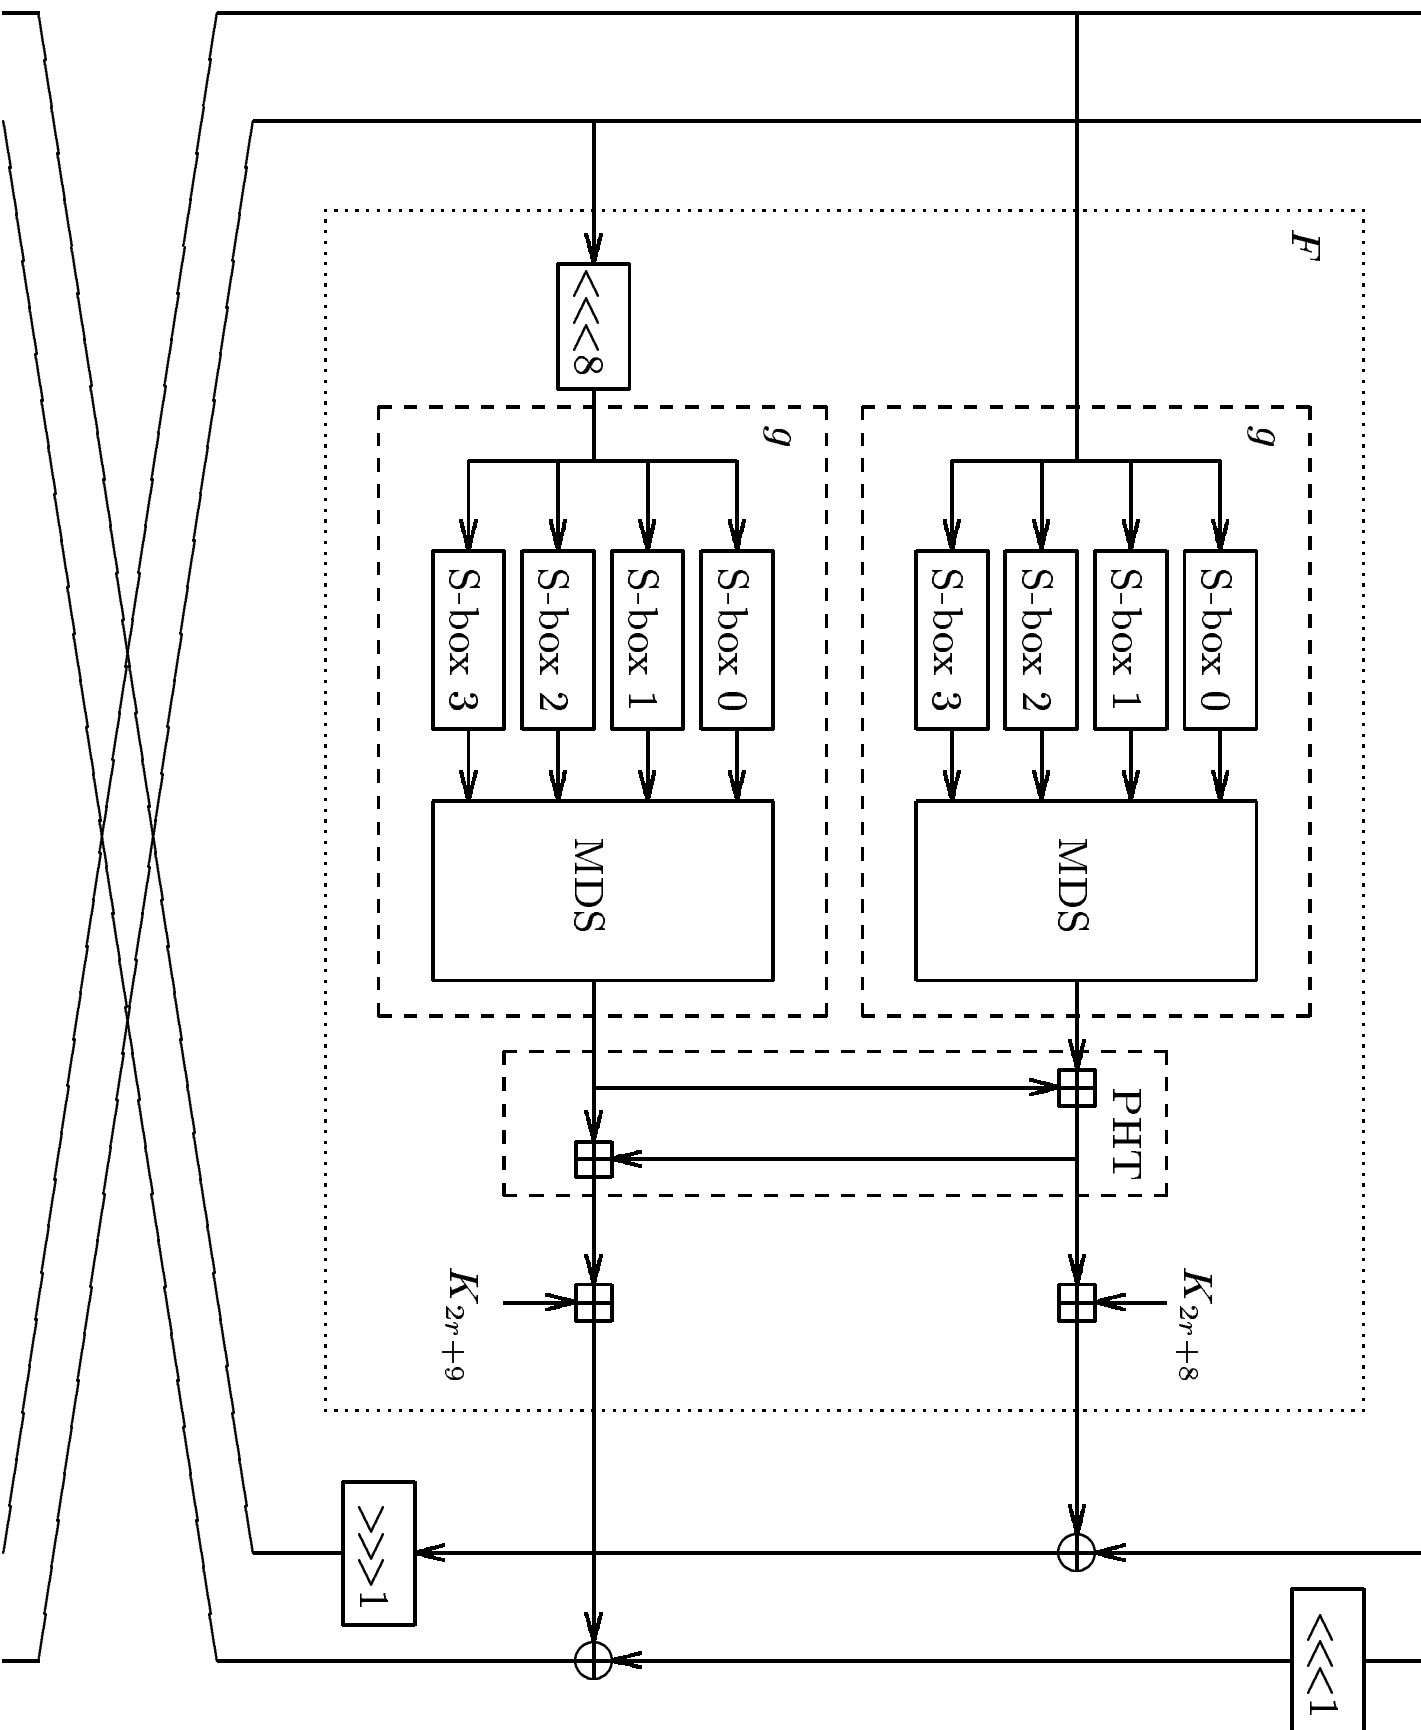 F
<<<1
g
S-box 0
K2r+8
S-box 1
PHT
MDS
S-box 2
S-box 3
g
S-box 0
S-box 1
<<<8
MDS
S-box 2
S-box 3
K2r+9
>>>1